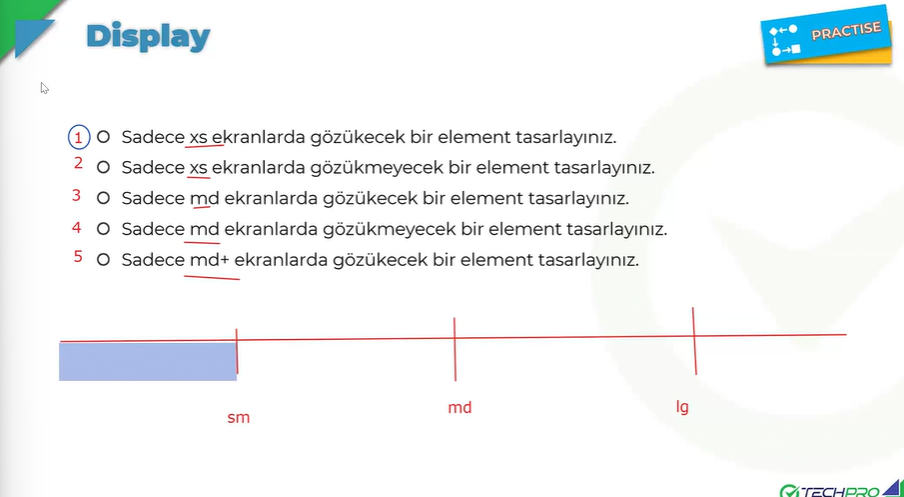 Display
PRACTISE
1 O Sadece xs ekranlarda gözükecek bir element tasarlayınız.
2 O Sadece xs ekranlarda gözükmeyecek bir element tasarlayınız.
3 O Sadece md ekranlarda gözükecek bir element tasarlayınız.
4 O Sadece md ekranlarda gözükmeyecek bir element tasarlayınız.
5 O Sadece md+ ekranlarda gözükecek bir element tasarlayınız.
sm md lg
TECHPRO